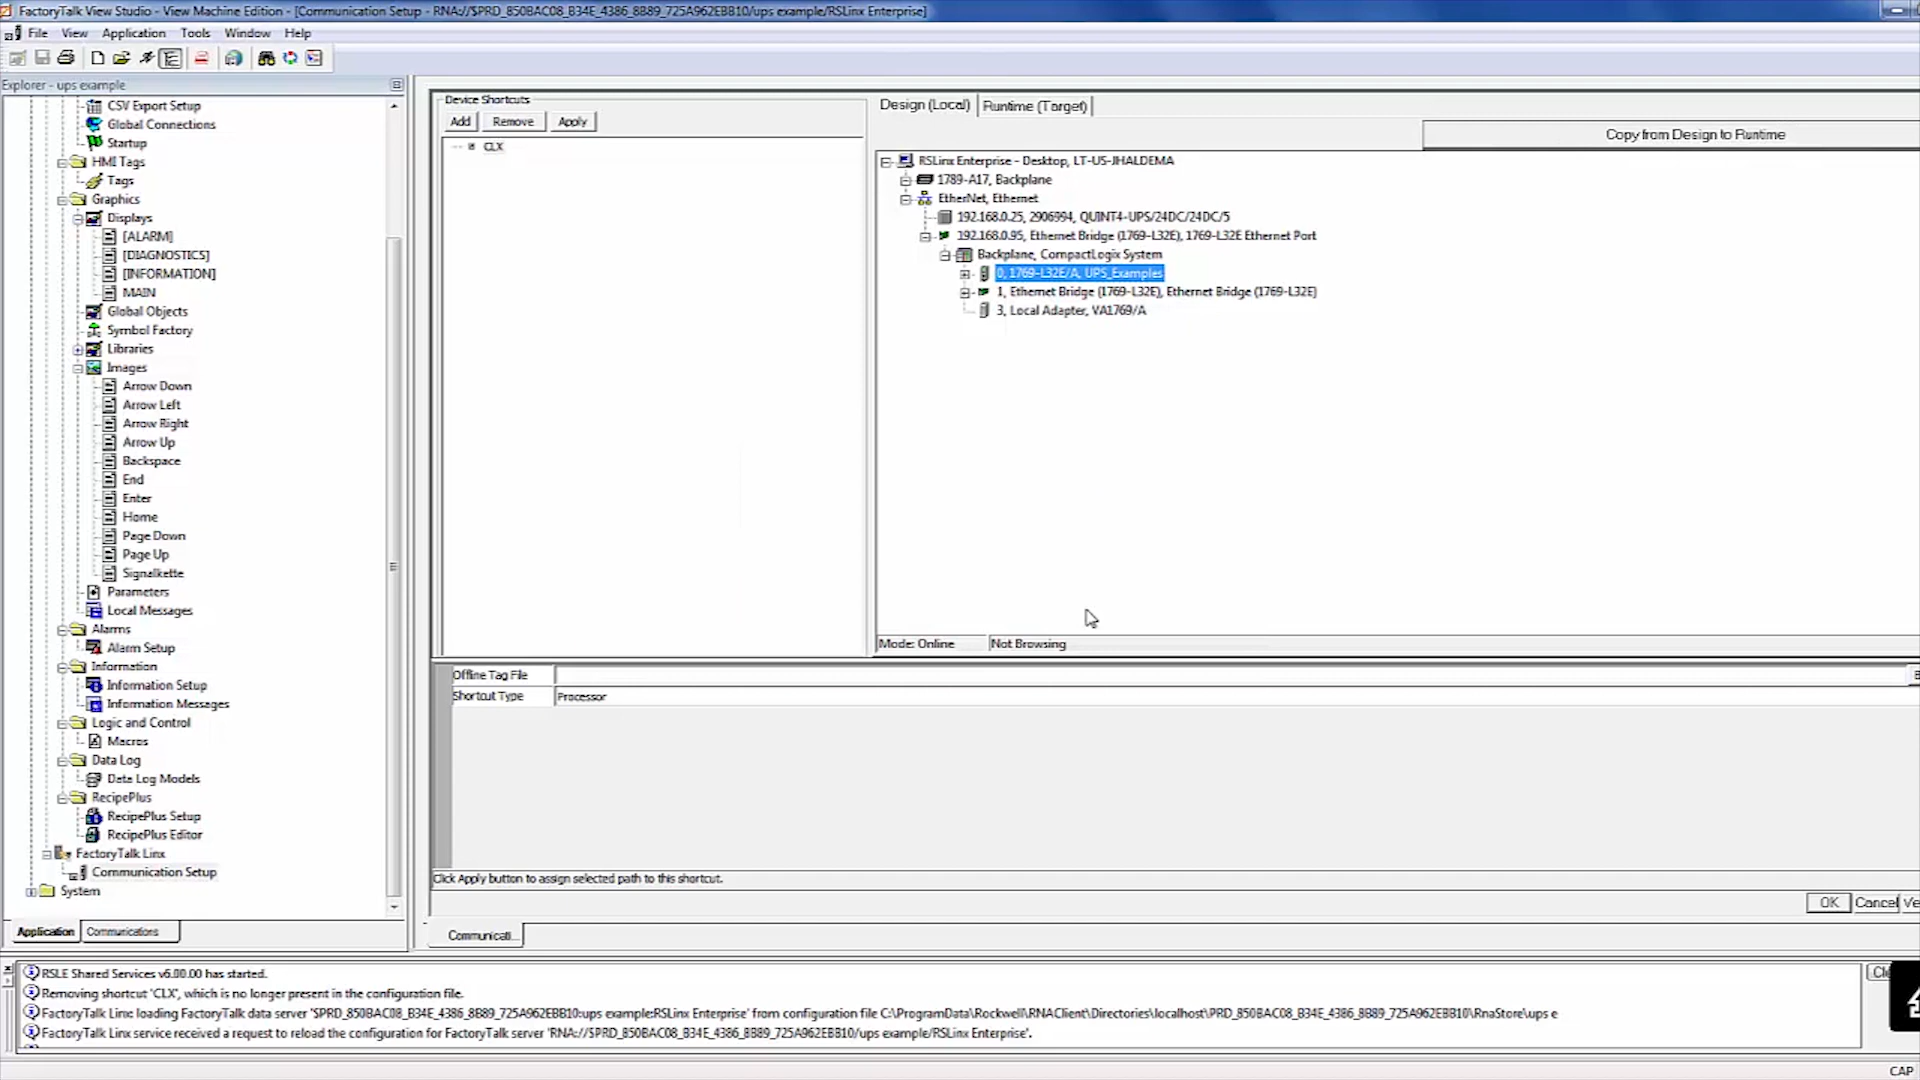 FactoryTalk View Studio - View Machine Edition - [Communication Setup - RNA://$PRD_850BAC08_B34E_4386_8B89_725A962EBB10/ups example/RSLinx Enterprise]
File View Application Tools Window Help
Explorer - ups example
CSV Export Setup
Global Connections
Startup
HMI Tags
Tags
Graphics
Displays
[ALARM]
[DIAGNOSTICS]
[INFORMATION]
MAIN
Global Objects
Symbol Factory
Libraries
Images
Arrow Down
Arrow Left
Arrow Right
Arrow Up
Backspace
End
Enter
Home
Page Down
Page Up
Signalkette
Parameters
Local Messages
Alarms
Alarm Setup
Information
Information Setup
Information Messages
Logic and Control
Macros
Data Log
Data Log Models
RecipePlus
RecipePlus Setup
RecipePlus Editor
FactoryTalk Linx
Communication Setup
System
Application Communications
Device Shortcuts
Add Remove Apply
CLX
Design (Local) Runtime (Target)
Copy from Design to Runtime
RSLinx Enterprise - Desktop, LT-US-JHALDEMA
1789-A17, Backplane
EtherNet, Ethernet
192.168.0.25, 2906994, QUINT4-UPS/24DC/24DC/5
192.168.0.95, Ethernet Bridge (1769-L32E), 1769-L32E Ethernet Port
Backplane, CompactLogix System
0, 1769-L32E/A, UPS_Examples
1, Ethernet Bridge (1769-L32E), Ethernet Bridge (1769-L32E)
3, Local Adapter, VA1769/A
Mode: Online Not Browsing
Offline Tag File
Shortcut Type Processor
Click Apply button to assign selected path to this shortcut.
OK Cancel Ve
Communicati...
RSLE Shared Services v6.00.00 has started.
Removing shortcut 'CLX', which is no longer present in the configuration file.
FactoryTalk Linx: loading FactoryTalk data server '$PRD_850BAC08_B34E_4386_8B89_725A962EBB10:ups example:RSLinx Enterprise' from configuration file C:\ProgramData\Rockwell\RNAClient\Directories\localhost\PRD_850BAC08_B34E_4386_8B89_725A962EBB10\RnaStore\ups e
FactoryTalk Linx service received a request to reload the configuration for FactoryTalk server 'RNA://$PRD_850BAC08_B34E_4386_8B89_725A962EBB10/ups example/RSLinx Enterprise'.
Cle
CAP